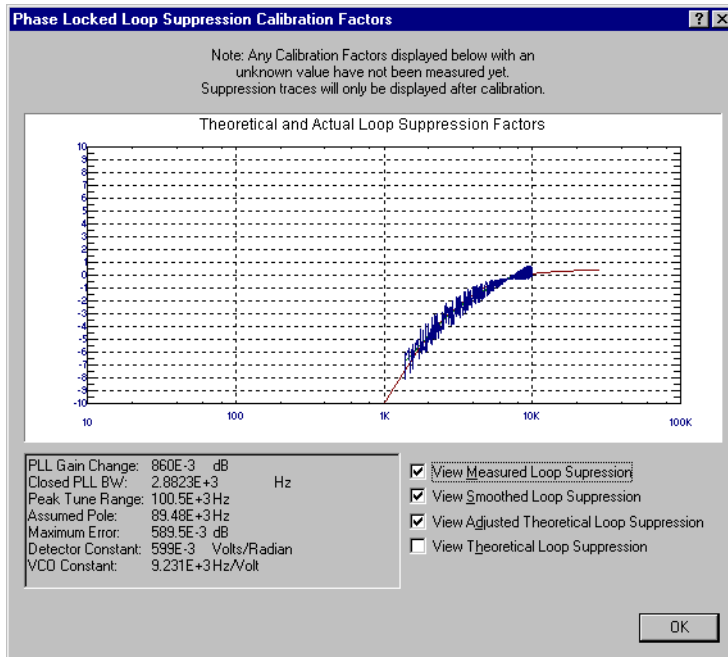 Phase Locked Loop Suppression Calibration Factors
Note: Any Calibration Factors displayed below with an
unknown value have not been measured yet.
Suppression traces will only be displayed after calibration.
Theoretical and Actual Loop Suppression Factors
10
9
8
7
6
5
4
3
2
1
0
-1
-2
-3
-4
-5
-6
-7
-8
-9
-10
10 100 1K 10K 100K
PLL Gain Change: 860E-3 dB
Closed PLL BW: 2.8823E+3 Hz
Peak Tune Range: 100.5E+3 Hz
Assumed Pole: 89.48E+3 Hz
Maximum Error: 589.5E-3 dB
Detector Constant: 599E-3 Volts/Radian
VCO Constant: 9.231E+3 Hz/Volt
View Measured Loop Supression
View Smoothed Loop Suppression
View Adjusted Theoretical Loop Suppression
View Theoretical Loop Suppression
OK